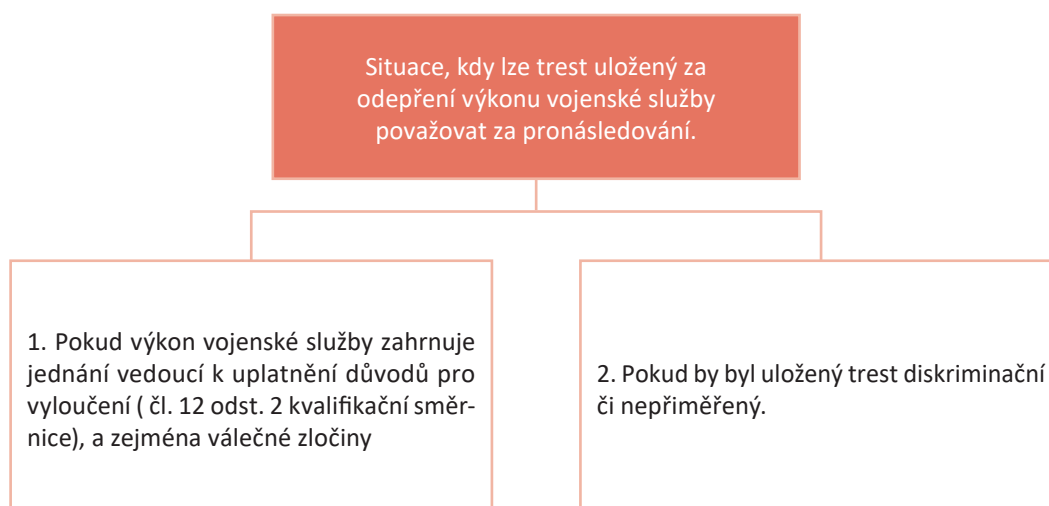 Situace, kdy lze trest uložený za
odepření výkonu vojenské služby
považovat za pronásledování.
1. Pokud výkon vojenské služby zahrnuje
jednání vedoucí k uplatnění důvodů pro
vyloučení ( čl. 12 odst. 2 kvalifikační směr-
nice), a zejména válečné zločiny
2. Pokud by byl uložený trest diskriminační
či nepřiměřený.